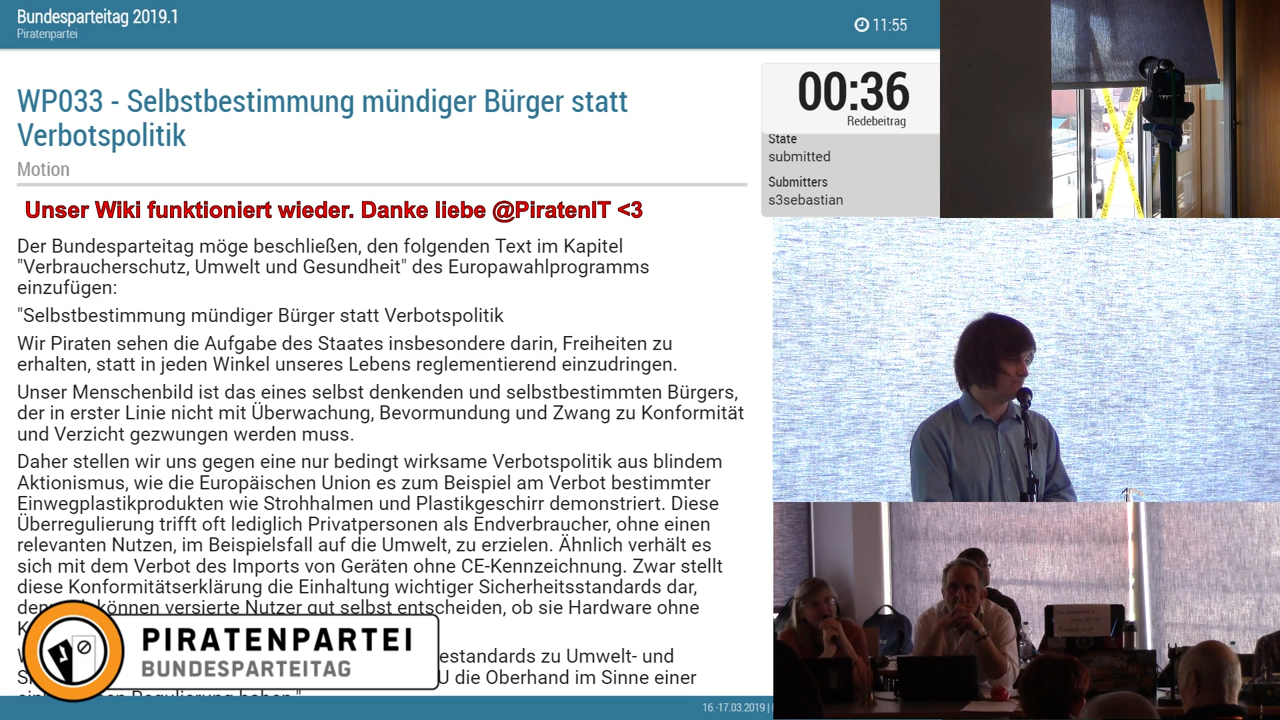 Bundesparteitag 2019.1
Piratenpartei
11:55
WP033 - Selbstbestimmung mündiger Bürger statt
Verbotspolitik
Motion
00:36
Redebeitrag
State
submitted
Submitters
s3sebastian
Unser Wiki funktioniert wieder. Danke liebe @PiratenIT <3
Der Bundesparteitag möge beschließen, den folgenden Text im Kapitel
"Verbraucherschutz, Umwelt und Gesundheit" des Europawahlprogramms
einzufügen:
"Selbstbestimmung mündiger Bürger statt Verbotspolitik
Wir Piraten sehen die Aufgabe des Staates insbesondere darin, Freiheiten zu
erhalten, statt in jeden Winkel unseres Lebens reglementierend einzudringen.
Unser Menschenbild ist das eines selbst denkenden und selbstbestimmten Bürgers,
der in erster Linie nicht mit Überwachung, Bevormundung und Zwang zu Konformität
und Verzicht gezwungen werden muss.
Daher stellen wir uns gegen eine nur bedingt wirksame Verbotspolitik aus blindem
Aktionismus, wie die Europäischen Union es zum Beispiel am Verbot bestimmter
Einwegplastikprodukten wie Strohhalmen und Plastikgeschirr demonstriert. Diese
Überregulierung trifft oft lediglich Privatpersonen als Endverbraucher, ohne einen
relevanten Nutzen, im Beispielsfall auf die Umwelt, zu erzielen. Ähnlich verhält es
sich mit dem Verbot des Imports von Geräten ohne CE-Kennzeichnung. Zwar stellt
diese Konformitätserklärung die Einhaltung wichtiger Sicherheitsstandards dar,
können versierte Nutzer gut selbst entscheiden, ob sie Hardware ohne
estandards zu Umwelt- und
U die Oberhand im Sinne einer
Regulierung haben."
PIRATENPARTEI
BUNDESPARTEITAG
16.-17.03.2019 |